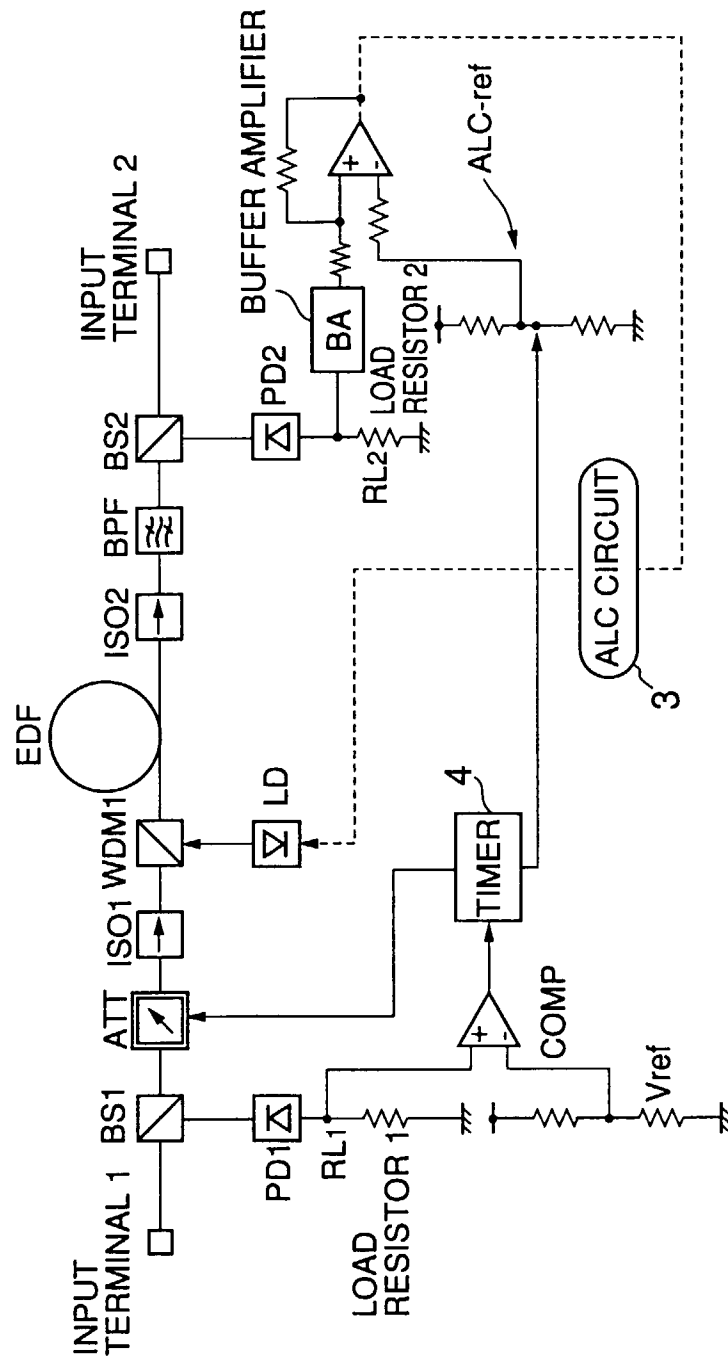 INPUT
TERMINAL 1
BS1
ATT
ISO1
WDM1
EDF
ISO2
BPF
BS2
INPUT
TERMINAL 2
PD1
RL1
LOAD
RESISTOR 1
+
-
COMP
Vref
TIMER
4
LD
PD2
RL2
LOAD
RESISTOR 2
BA
BUFFER AMPLIFIER
+
-
ALC-ref
ALC CIRCUIT
3